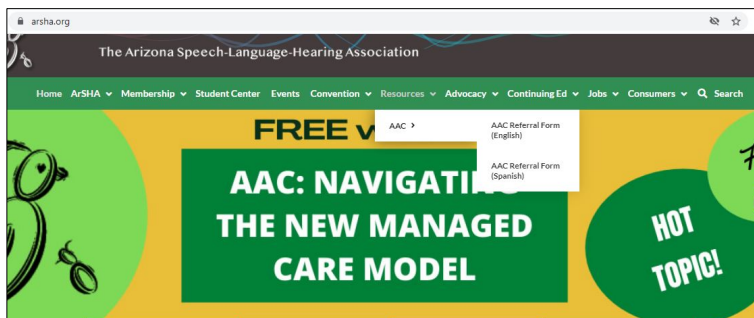 arsha.org
The Arizona Speech-Language-Hearing Association
Home ArSHA Membership Student Center Events Convention Resources Advocacy Continuing Ed Jobs Consumers Search
FREE
AAC
AAC Referral Form
(English)
AAC Referral Form
(Spanish)
AAC: NAVIGATING
THE NEW MANAGED
CARE MODEL
HOT
TOPIC!